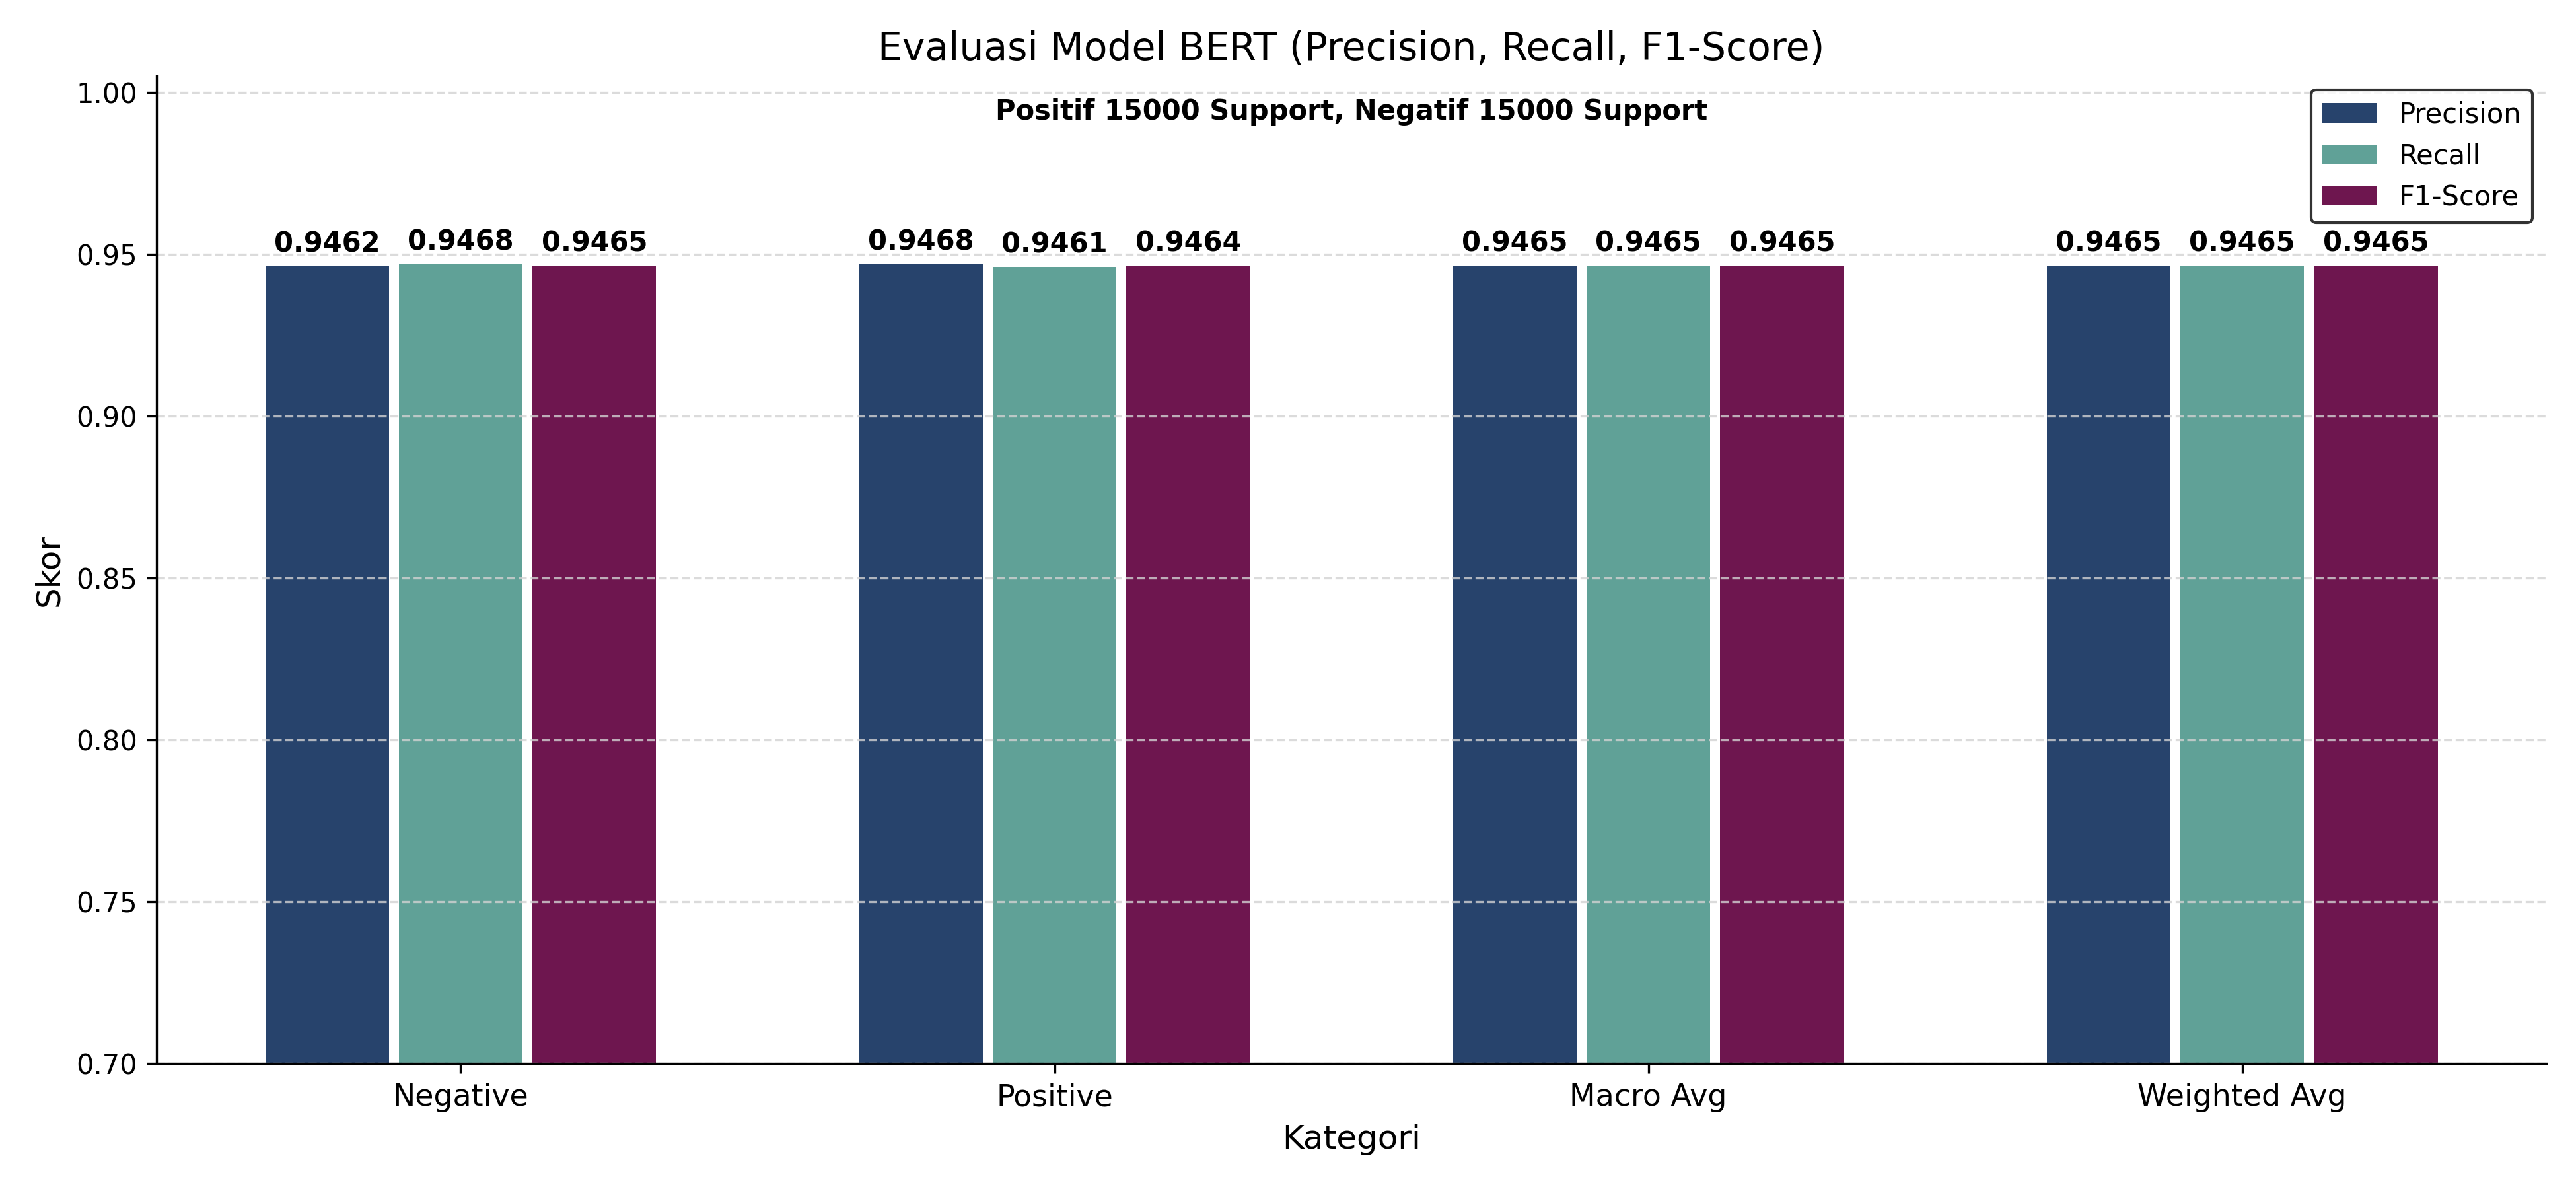 Evaluasi Model BERT (Precision, Recall, F1-Score)
Positif 15000 Support, Negatif 15000 Support
Precision
Recall
F1-Score
1.00
0.95
0.90
0.85
0.80
0.75
0.70
Skor
0.9462 0.9468 0.9465
0.9468 0.9461 0.9464
0.9465 0.9465 0.9465
0.9465 0.9465 0.9465
Negative
Positive
Macro Avg
Weighted Avg
Kategori